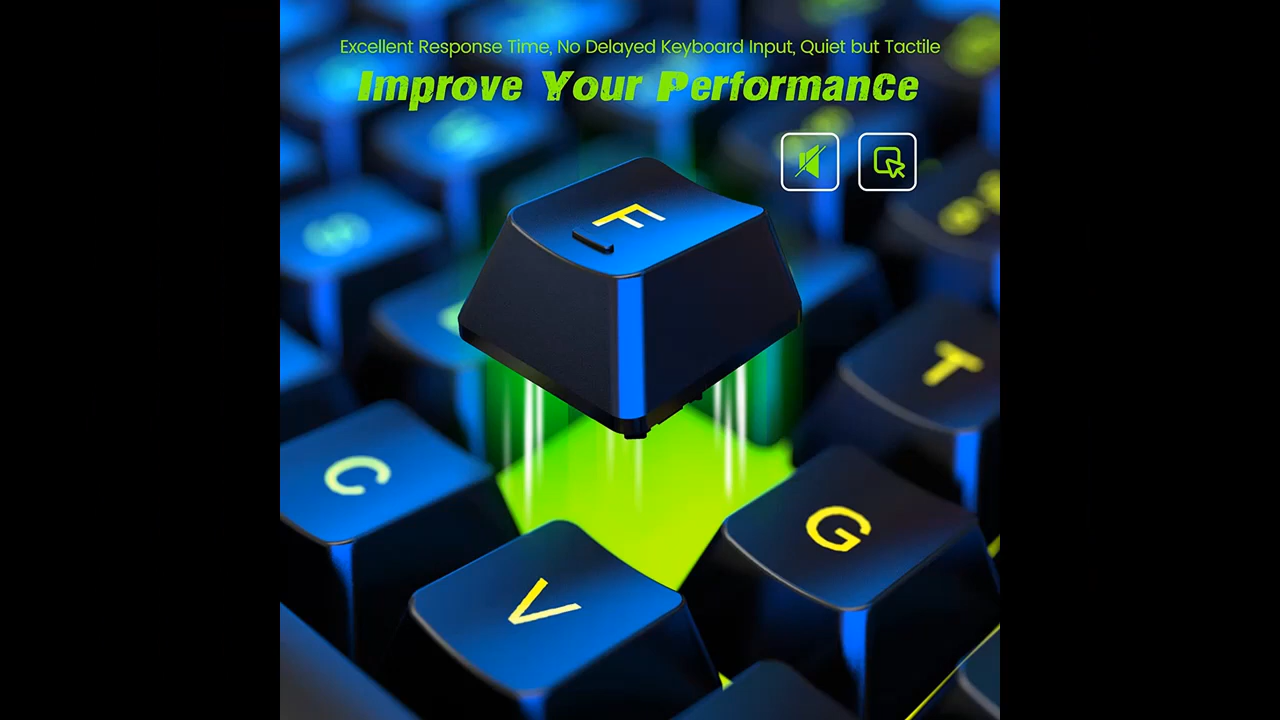 Excellent Response Time, No Delayed Keyboard Input, Quiet but Tactile
Improve Your Performance
F
T
C
G
V